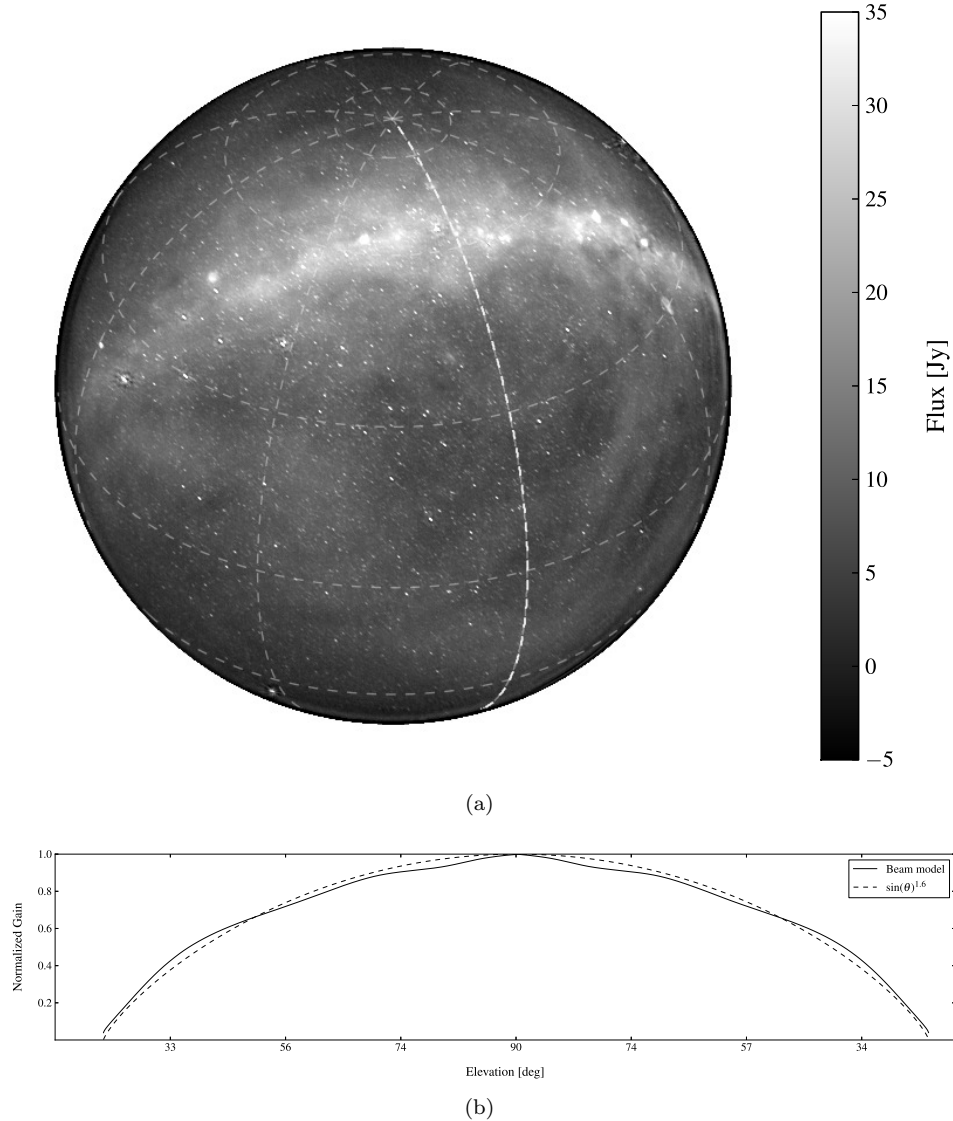 35
30
25
20
15
10
5
0
−5
Flux [Jy]
(a)
1.0
0.8
0.6
0.4
0.2
Normalized Gain
Beam model
sin(θ)^1.6
33 56 74 90 74 57 34
Elevation [deg]
(b)